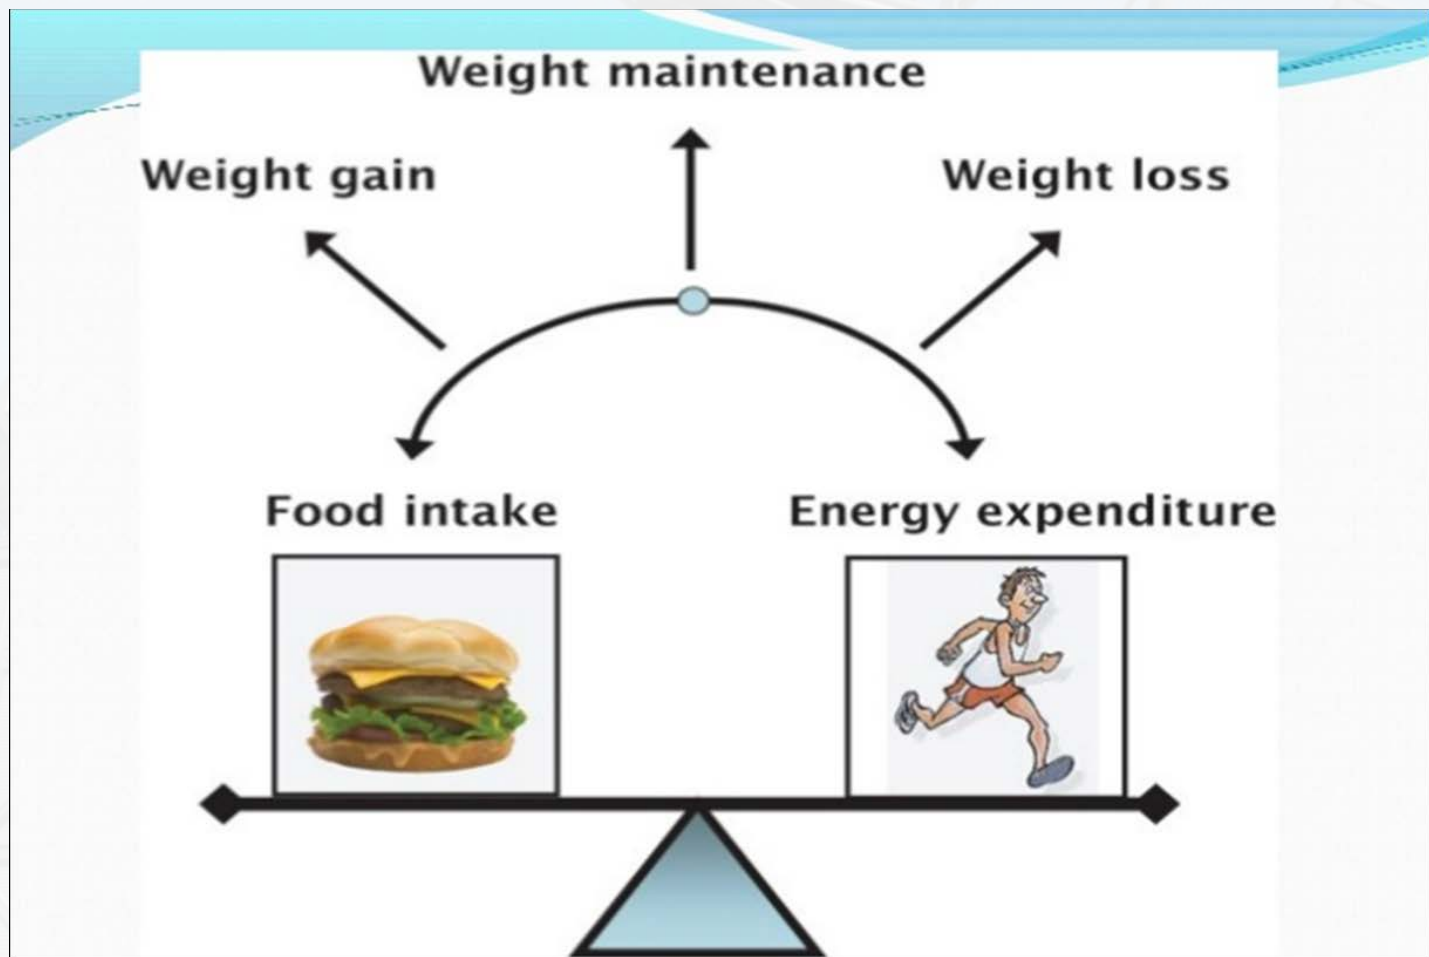 Weight maintenance
Weight gain
Weight loss
Food intake
Energy expenditure